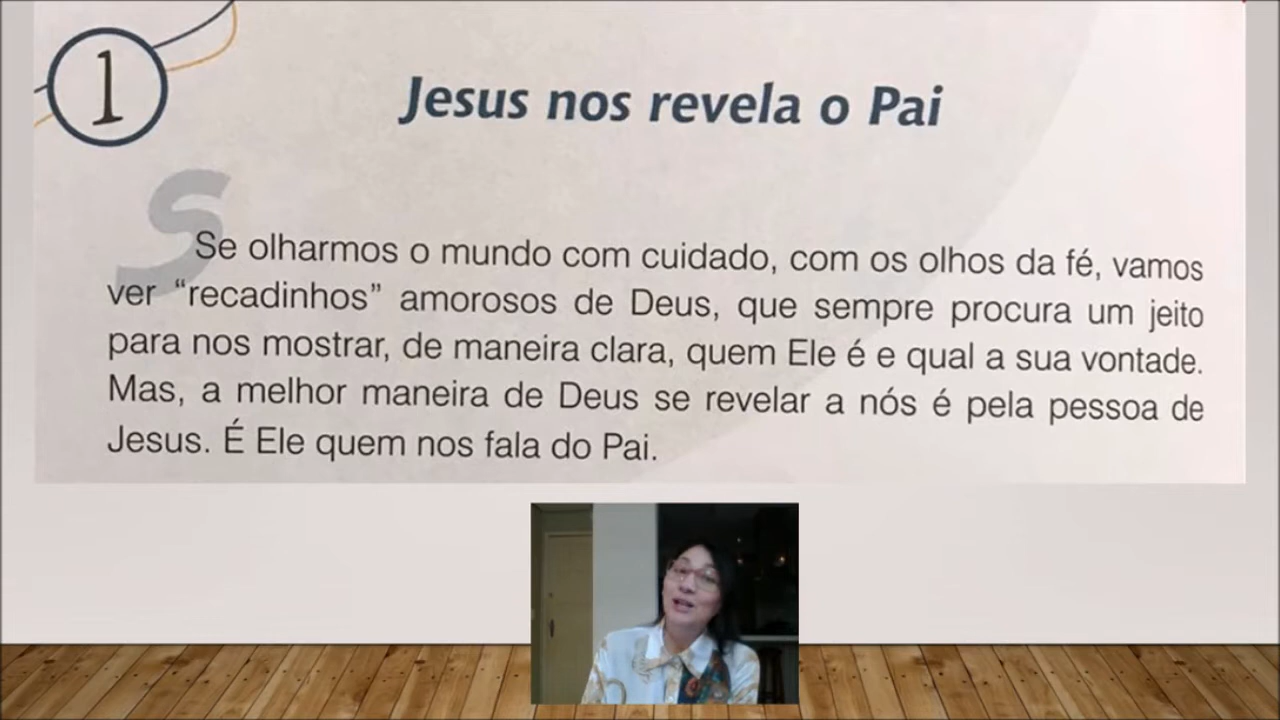 1
Jesus nos revela o Pai
Se olharmos o mundo com cuidado, com os olhos da fé, vamos
ver “recadinhos” amorosos de Deus, que sempre procura um jeito
para nos mostrar, de maneira clara, quem Ele é e qual a sua vontade.
Mas, a melhor maneira de Deus se revelar a nós é pela pessoa de
Jesus. É Ele quem nos fala do Pai.